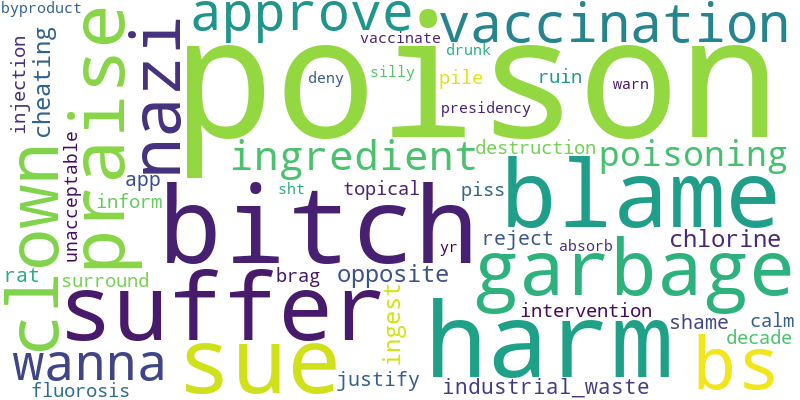 byproduct
approve
vaccination
praise
nazi
poison
vaccinate
drunk
injection
cheating
deny
silly
pile
ruin
warn
presidency
clown
unacceptable
ingredient
destruction
poisoning
app
inform
bitch
sht
topical
piss
blame
yr
reject
absorb
chlorine
rat
surround
suffer
brag
opposite
garbage
ingest
harm
intervention
shame
calm
decade
wanna
sue
bs
fluorosis
justify
industrial_waste